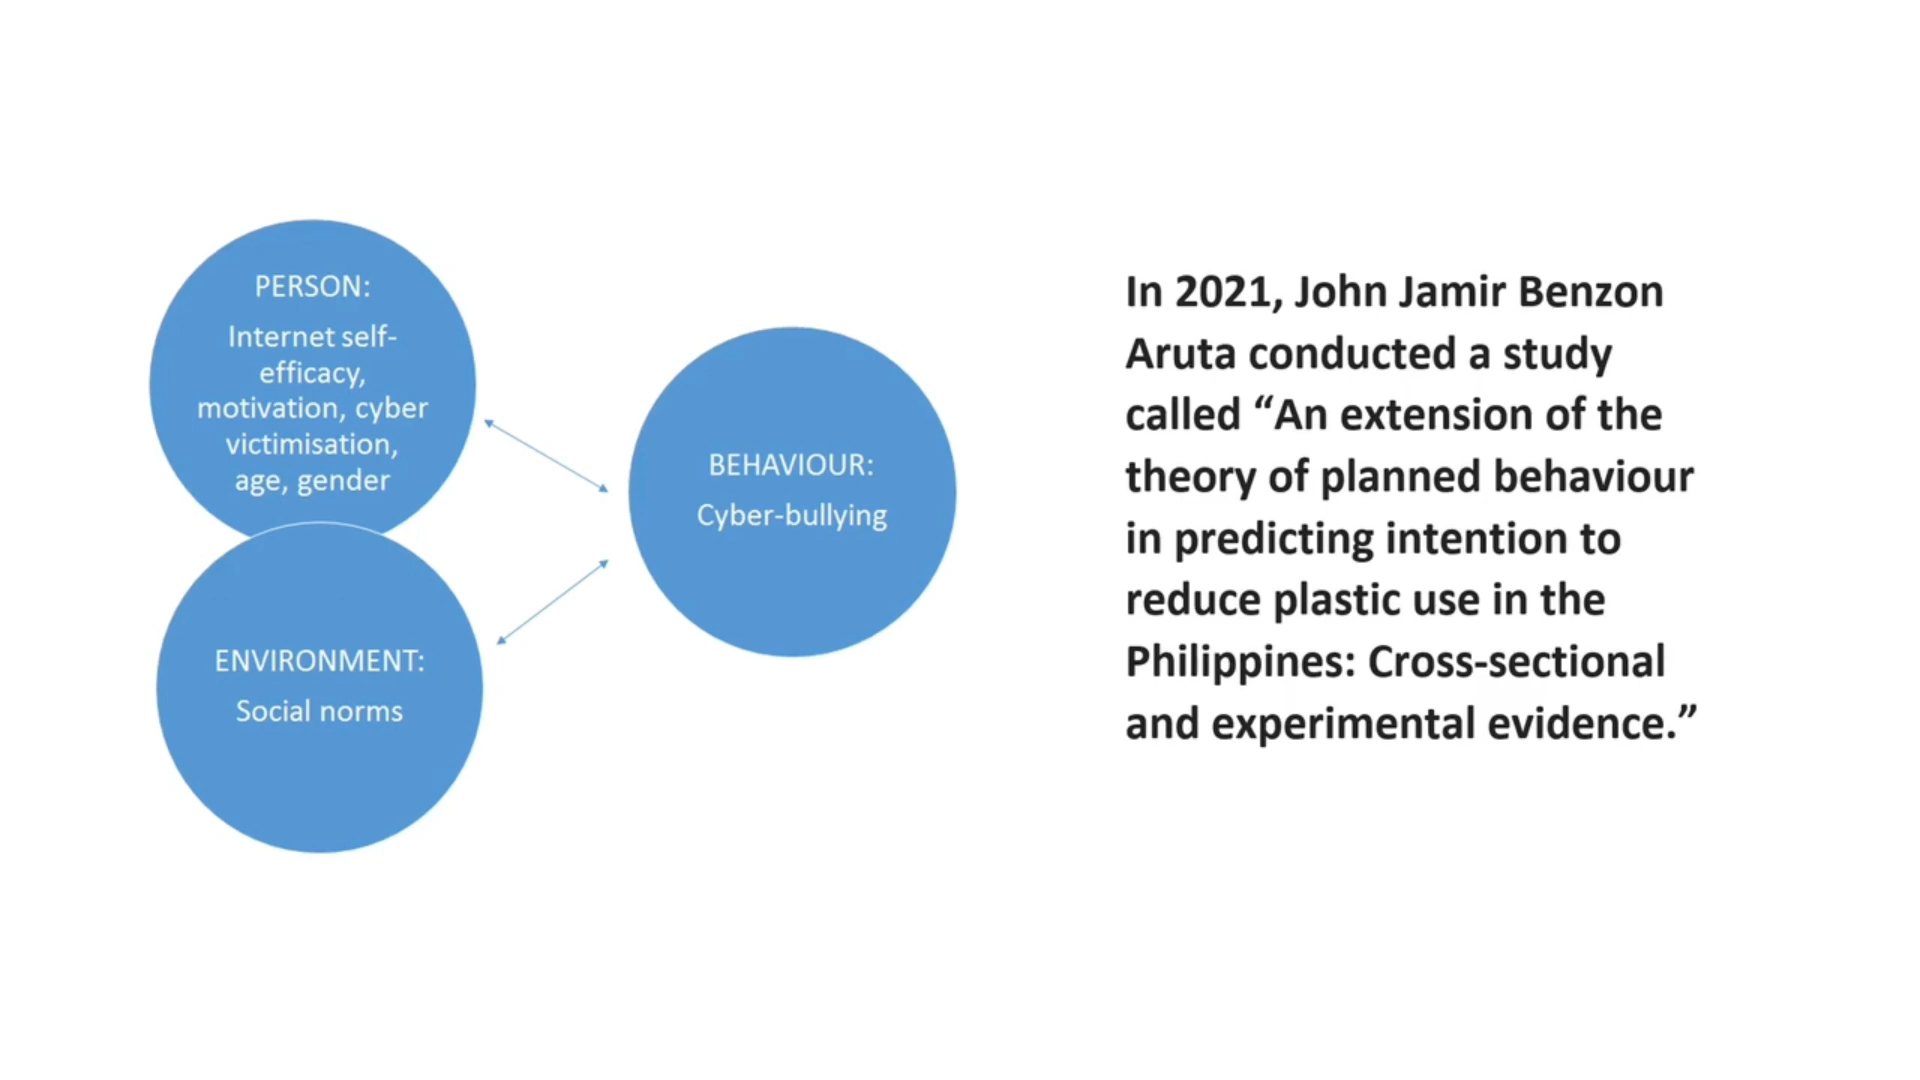 PERSON:
Internet self-
efficacy,
motivation, cyber
victimisation,
age, gender
ENVIRONMENT:
Social norms
BEHAVIOUR:
Cyber-bullying
In 2021, John Jamir Benzon
Aruta conducted a study
called “An extension of the
theory of planned behaviour
in predicting intention to
reduce plastic use in the
Philippines: Cross-sectional
and experimental evidence.”